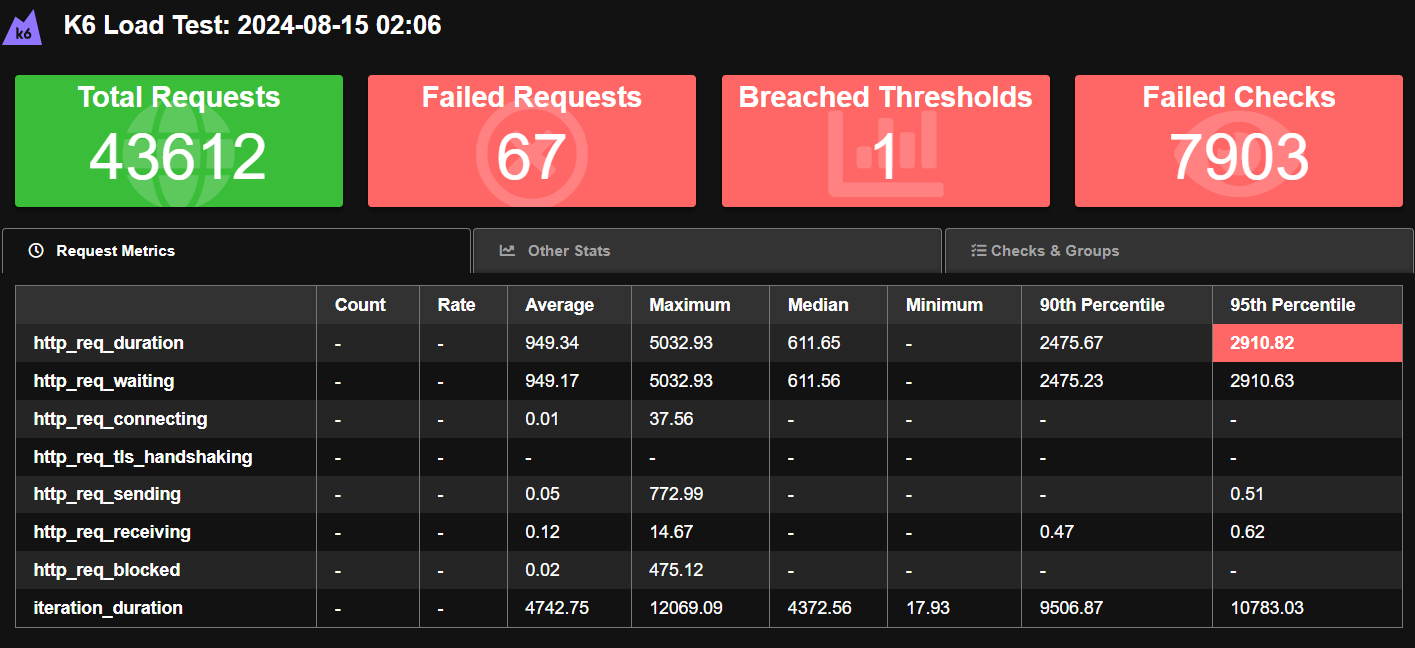 k6 K6 Load Test: 2024-08-15 02:06
Total Requests Failed Requests Breached Thresholds Failed Checks
43612 67 1 7903
Request Metrics Other Stats Checks & Groups
Count Rate Average Maximum Median Minimum 90th Percentile 95th Percentile
http_req_duration - - 949.34 5032.93 611.65 - 2475.67 2910.82
http_req_waiting - - 949.17 5032.93 611.56 - 2475.23 2910.63
http_req_connecting - - 0.01 37.56 - - - -
http_req_tls_handshaking - - - - - - - -
http_req_sending - - 0.05 772.99 - - - 0.51
http_req_receiving - - 0.12 14.67 - - 0.47 0.62
http_req_blocked - - 0.02 475.12 - - - -
iteration_duration - - 4742.75 12069.09 4372.56 17.93 9506.87 10783.03